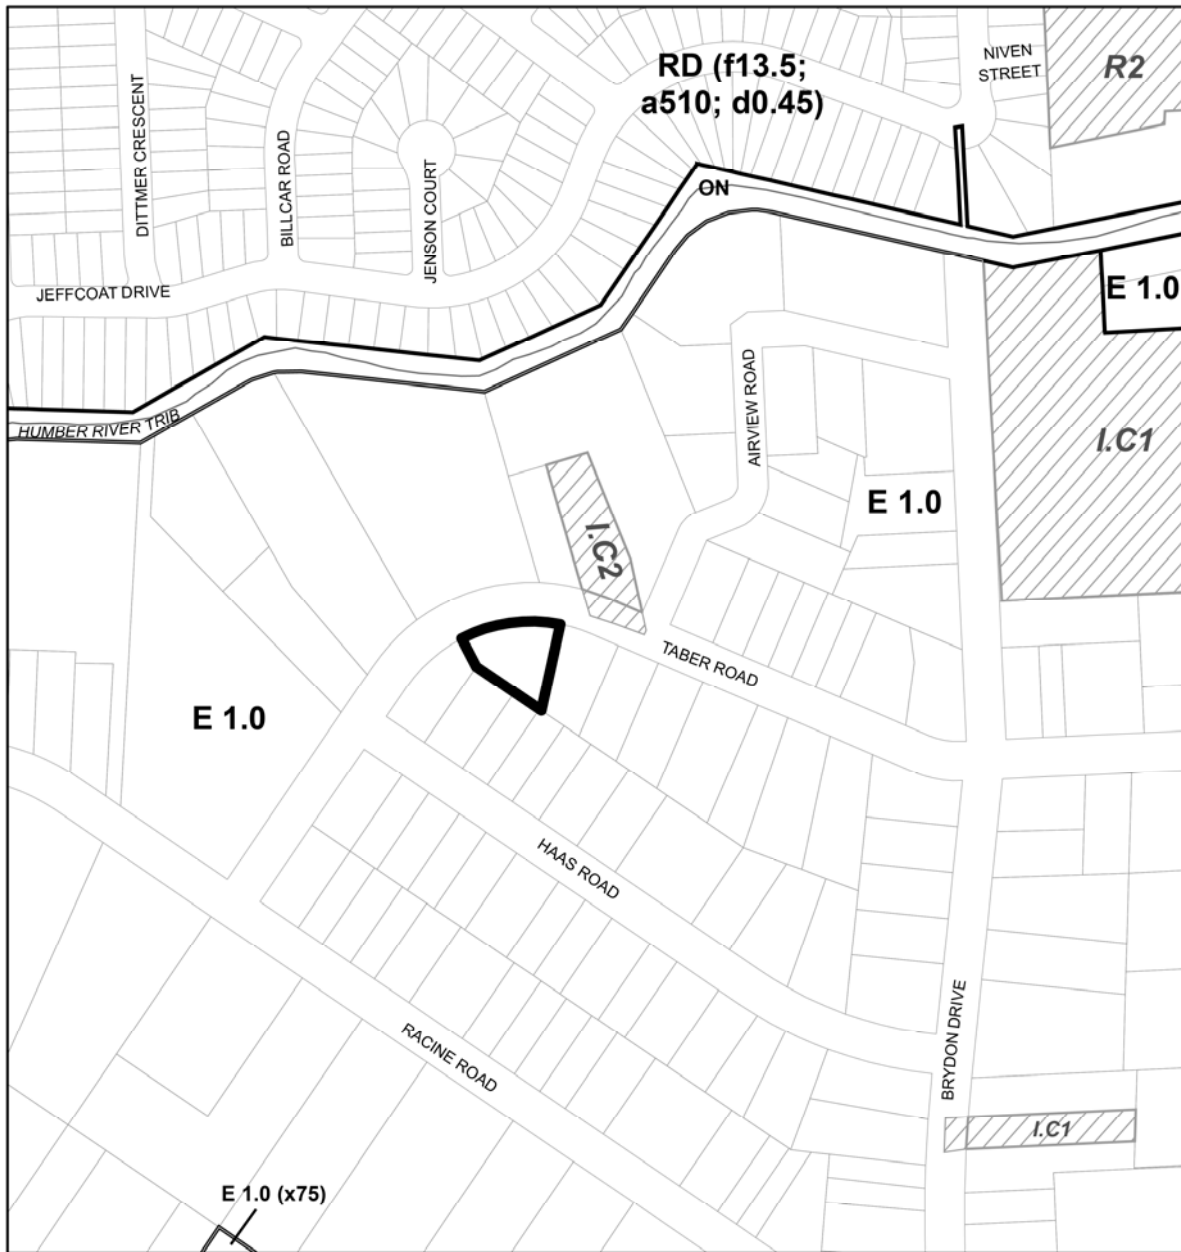 RD (f13.5;
a510; d0.45)
NIVEN
STREET
R2
DITTMER CRESCENT
BILLCAR ROAD
JENSON COURT
ON
JEFFCOAT DRIVE
E 1.0
HUMBER RIVER TRIB
AIRVIEW ROAD
I.C1
E 1.0
I.C2
TABER ROAD
E 1.0
HAAS ROAD
BRYDON DRIVE
RACINE ROAD
I.C1
E 1.0 (x75)